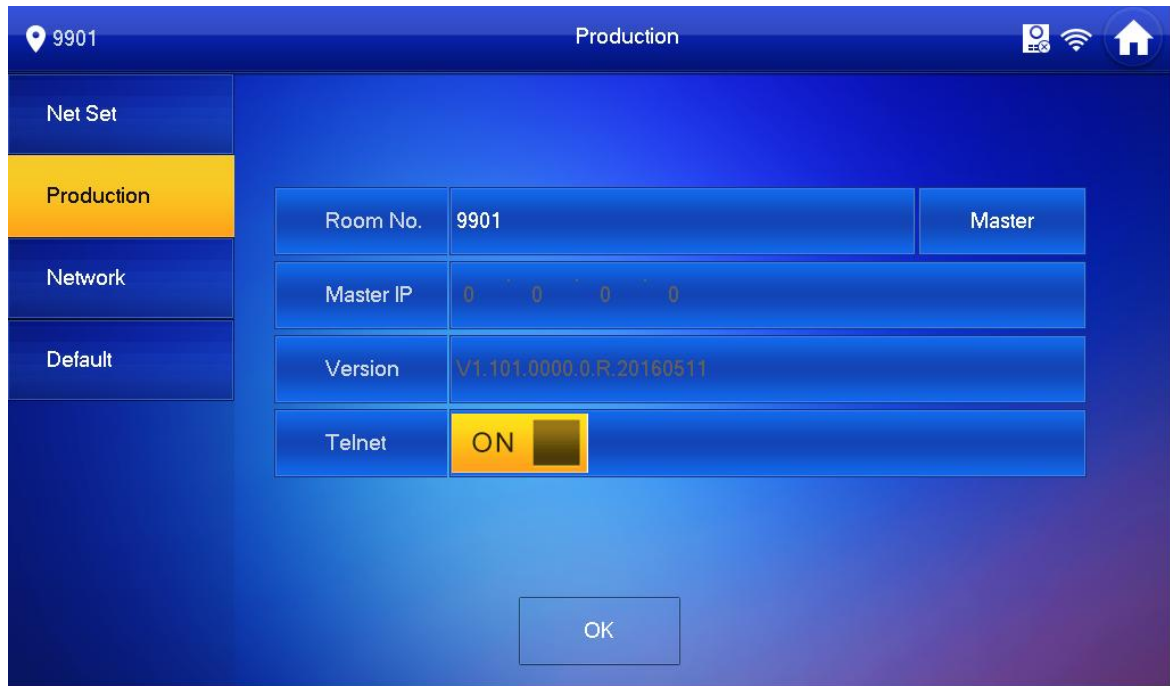 9901
Production
Net Set
Production
Network
Default
Room No.
9901
Master
Master IP
0 . 0 . 0 . 0
Version
V1.101.0000.0.R.20160511
Telnet
ON
OK